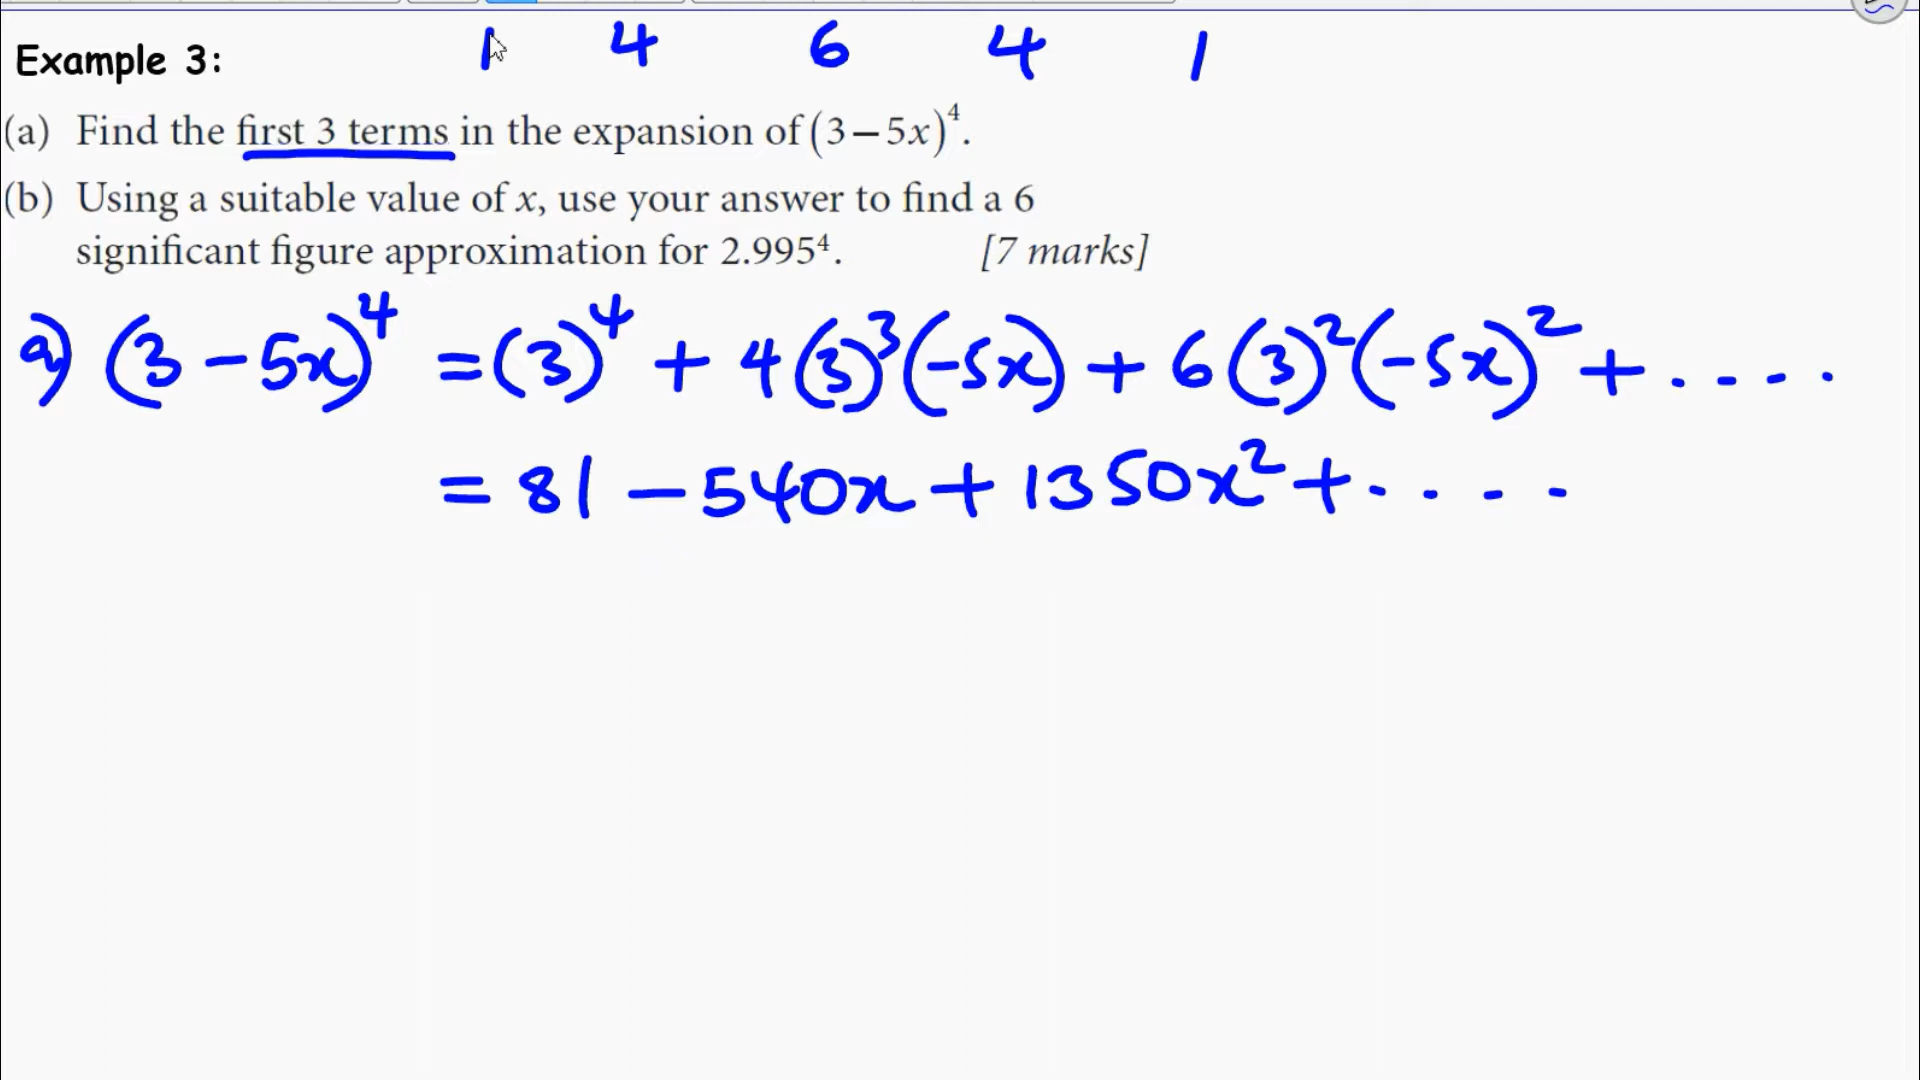 1 4 6 4 1
Example 3:
(a) Find the first 3 terms in the expansion of (3−5x)⁴.
(b) Using a suitable value of x, use your answer to find a 6
significant figure approximation for 2.995⁴. [7 marks]
a) (3 − 5x)⁴ = (3)⁴ + 4(3)³(−5x) + 6(3)²(−5x)² + ....
= 81 − 540x + 1350x² + ....